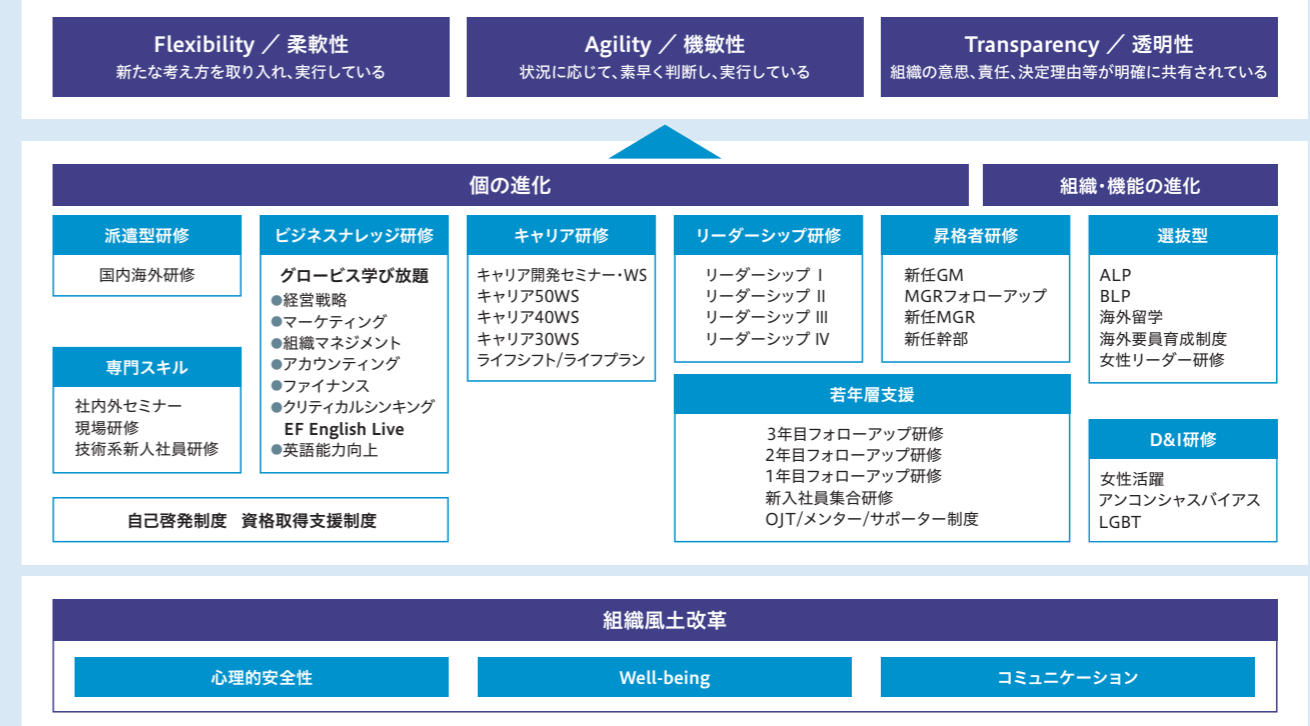 Flexibility ／ 柔軟性
新たな考え方を取り入れ、実行している
Agility ／ 機敏性
状況に応じて、素早く判断し、実行している
Transparency ／ 透明性
組織の意思、責任、決定理由等が明確に共有されている
個の進化
組織・機能の進化
派遣型研修
国内海外研修
専門スキル
社内外セミナー
現場研修
技術系新人社員研修
ビジネスナレッジ研修
グロービス学び放題
●経営戦略
●マーケティング
●組織マネジメント
●アカウンティング
●ファイナンス
●クリティカルシンキング
EF English Live
●英語能力向上
自己啓発制度 資格取得支援制度
キャリア研修
キャリア開発セミナー・WS
キャリア50WS
キャリア40WS
キャリア30WS
ライフシフト/ライフプラン
リーダーシップ研修
リーダーシップ Ⅰ
リーダーシップ Ⅱ
リーダーシップ Ⅲ
リーダーシップ Ⅳ
昇格者研修
新任GM
MGRフォローアップ
新任MGR
新任幹部
若年層支援
3年目フォローアップ研修
2年目フォローアップ研修
1年目フォローアップ研修
新入社員集合研修
OJT/メンター/サポーター制度
選抜型
ALP
BLP
海外留学
海外要員育成制度
女性リーダー研修
D&I研修
女性活躍
アンコンシャスバイアス
LGBT
組織風土改革
心理的安全性
Well-being
コミュニケーション